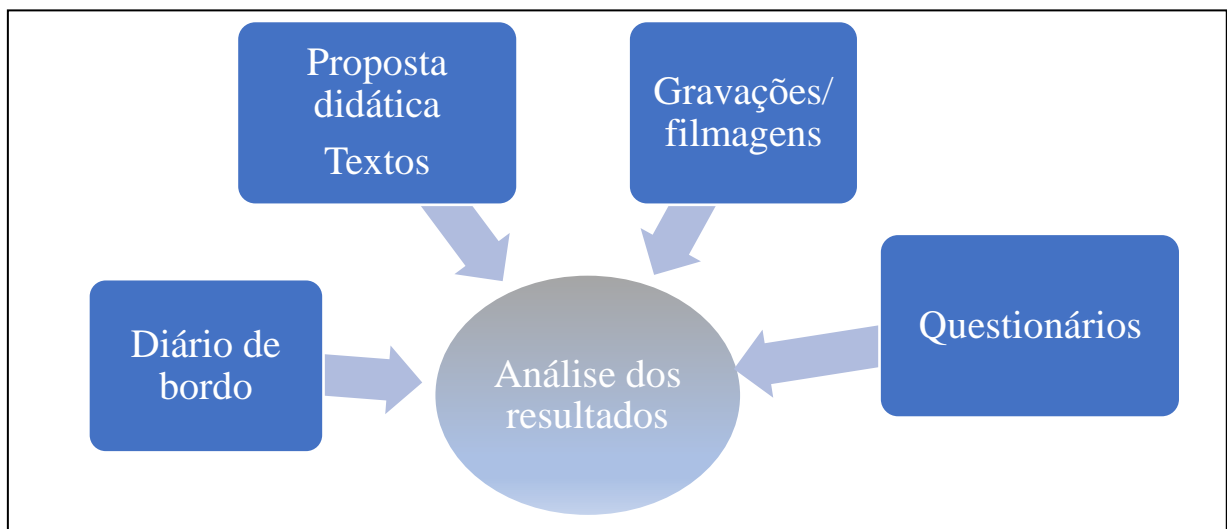 Proposta
didática
Textos
Gravações/
filmagens
Diário de
bordo
Questionários
Análise dos
resultados